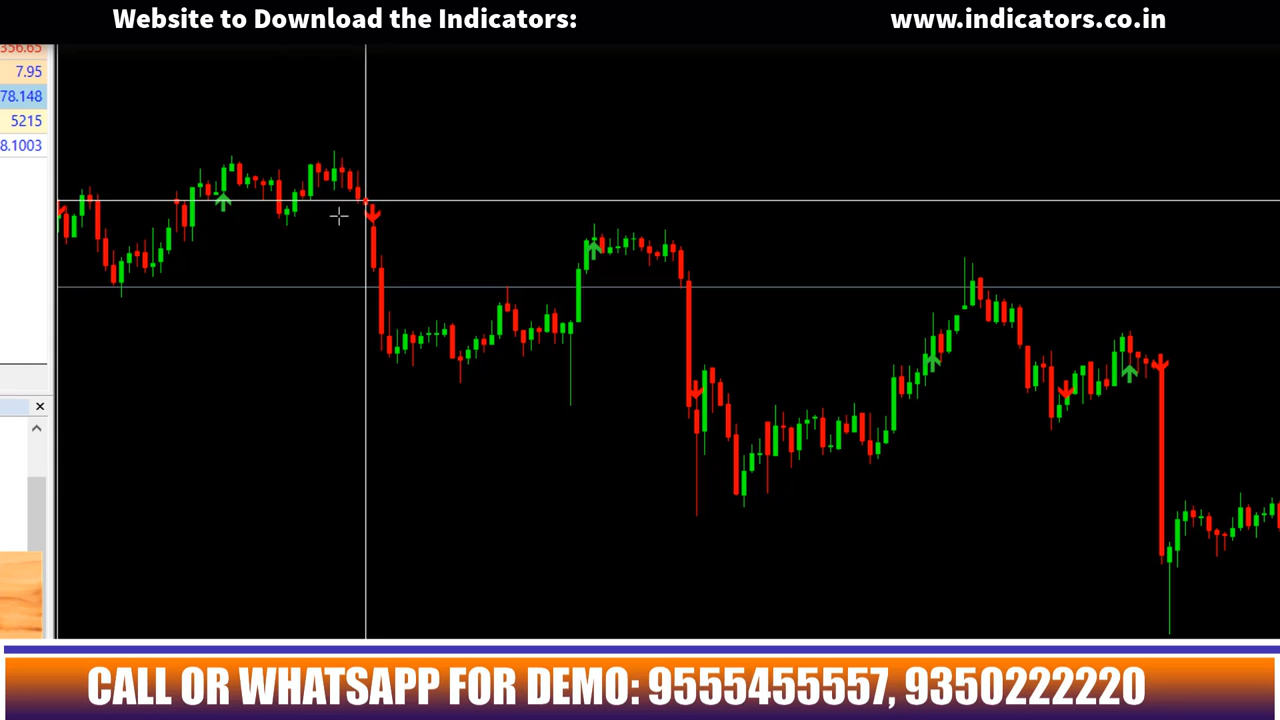 Website to Download the Indicators:
www.indicators.co.in
7.95
78.148
5215
8.1003
CALL OR WHATSAPP FOR DEMO: 9555455557, 9350222220